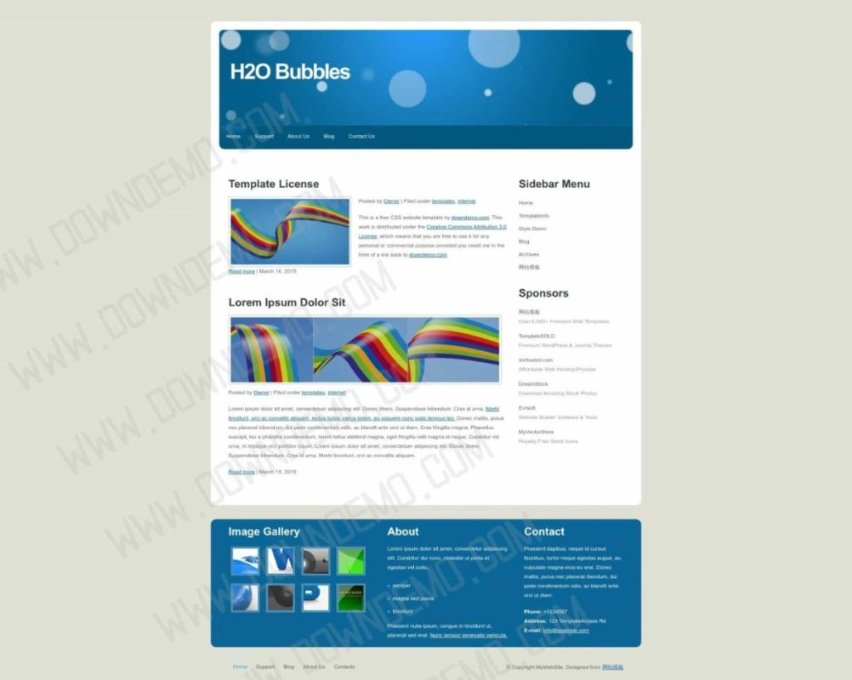 H2O Bubbles
Home Support About Us Blog Contact Us
Template License
Posted by Owner | Filed under templates, internet
This is a free CSS website template by downdemo.com. This
work is distributed under the Creative Commons Attribution 3.0
License, which means that you are free to use it for any
personal or commercial purpose provided you credit me in the
form of a link back to downdemo.com.
Read more | March 16, 2015
Lorem Ipsum Dolor Sit
Posted by Owner | Filed under templates, internet
Lorem ipsum dolor sit amet, consectetuer adipiscing elit. Donec libero. Suspendisse bibendum. Cras id urna. Morbi
tincidunt, orci ac convallis aliquam, lectus turpis varius lorem, eu posuere nunc justo tempus leo. Donec mattis, purus
nec placerat bibendum, dui pede condimentum odio, ac blandit ante orci ut diam. Cras fringilla magna. Phasellus
suscipit, leo a pharetra condimentum, lorem tellus eleifend magna, eget fringilla velit magna id neque. Curabitur vel
urna. In tristique orci porttitor ipsum. Lorem ipsum dolor sit amet, consectetuer adipiscing elit. Donec libero.
Suspendisse bibendum. Cras id urna. Morbi tincidunt, orci ac convallis aliquam.
Read more | March 15, 2015
Sidebar Menu
Home
TemplateInfo
Style Demo
Blog
Archives
网站模板
Sponsors
网站模板
Over 6,000+ Premium Web Templates
TemplateSOLD
Premium WordPress & Joomla Themes
ImHosted.com
Affordable Web Hosting Provider
DreamStock
Download Amazing Stock Photos
Evrsoft
Website Builder Software & Tools
MyVectorStore
Royalty Free Stock Icons
Image Gallery
About
Lorem ipsum dolor sit amet, consectetur adipiscing
elit. Curabitur dui nunc, molestie ut porta et,
egestas vel justo.
semper
magna sed purus
tincidunt
Praesent nulla ipsum, congue in tincidunt ut,
placerat sed erat. Nunc tempor venenatis vehicula.
Contact
Praesent dapibus, neque id cursus
faucibus, tortor neque egestas augue, eu
vulputate magna eros eu erat. Donec
mattis, purus nec placerat bibendum, dui
pede condimentum odio, ac blandit ante
orci ut diam.
Phone: +1234567
Address: 123 TemplateAccess Rd
E-mail: info@example.com
Home Support Blog About Us Contacts
© Copyright MyWebSite. Designed from 网站模板
WWW.DOWNDEMO.COM
WWW.DOWNDEMO.COM
WWW.DOWNDEMO.COM
WWW.DOWNDEMO.COM
WWW.DOWNDEMO.COM